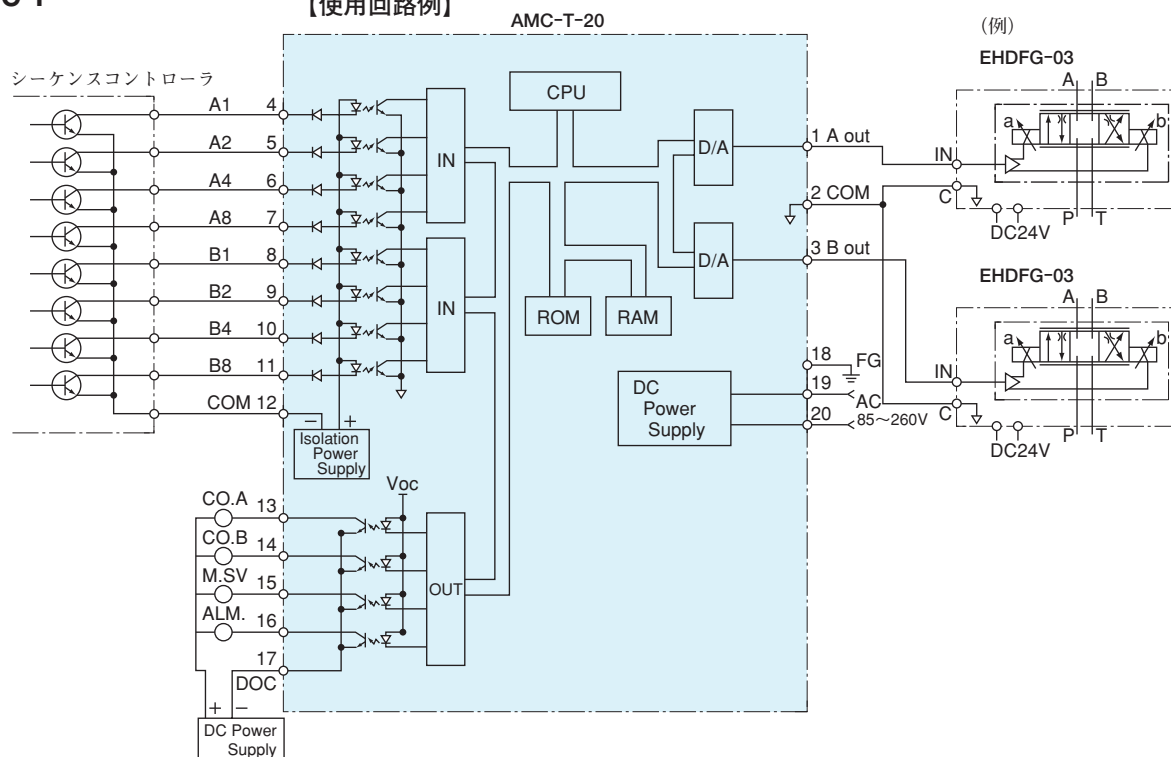 【使用回路例】
AMC-T-20
(例)
EHDFG-03
シーケンスコントローラ
A B
A1 4
A2 5
A4 6
A8 7
B1 8
B2 9
B4 10
B8 11
COM 12
IN
IN
CPU
D/A
D/A
ROM
RAM
1 A out
2 COM
3 B out
IN
C
a
b
P T
DC24V
EHDFG-03
A B
IN
C
a
b
P T
DC24V
18 FG
19
AC
85~260V
20
DC
Power
Supply
− +
Isolation
Power
Supply
Voc
CO.A 13
CO.B 14
M.SV 15
ALM. 16
17
DOC
OUT
+ −
DC Power
Supply